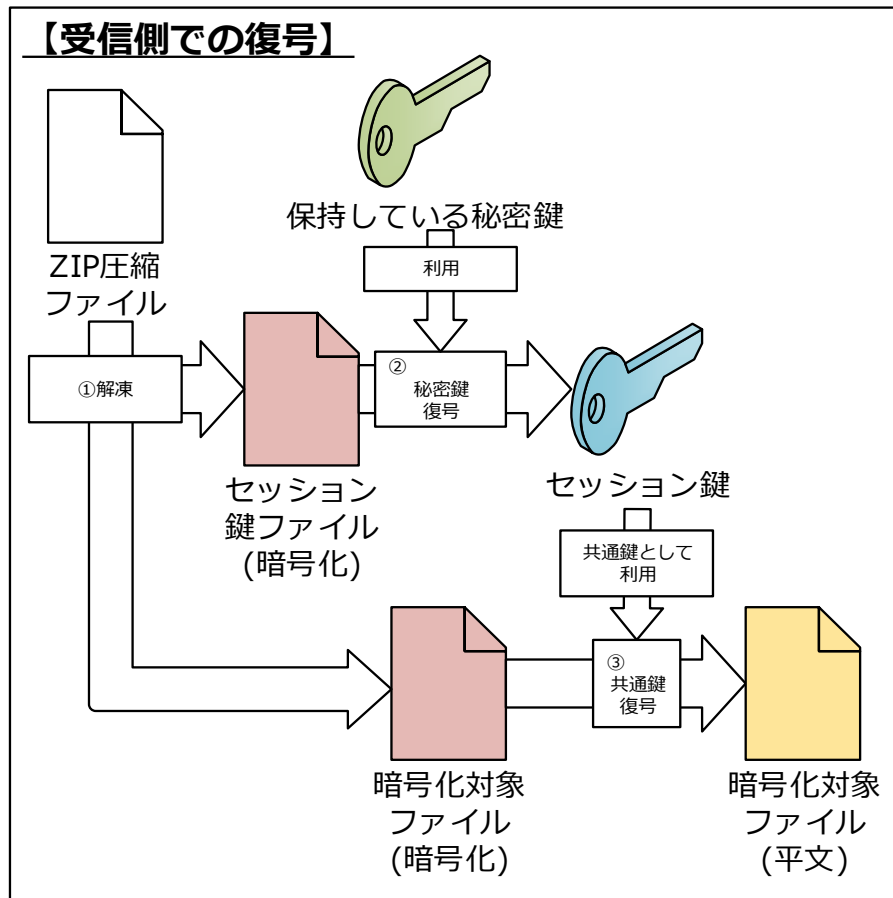 【受信側での復号】
保持している秘密鍵
ZIP圧縮
ファイル
利用
①解凍
②
秘密鍵
復号
セッション
鍵ファイル
(暗号化)
セッション鍵
共通鍵として
利用
③
共通鍵
復号
暗号化対象
ファイル
(暗号化)
暗号化対象
ファイル
(平文)